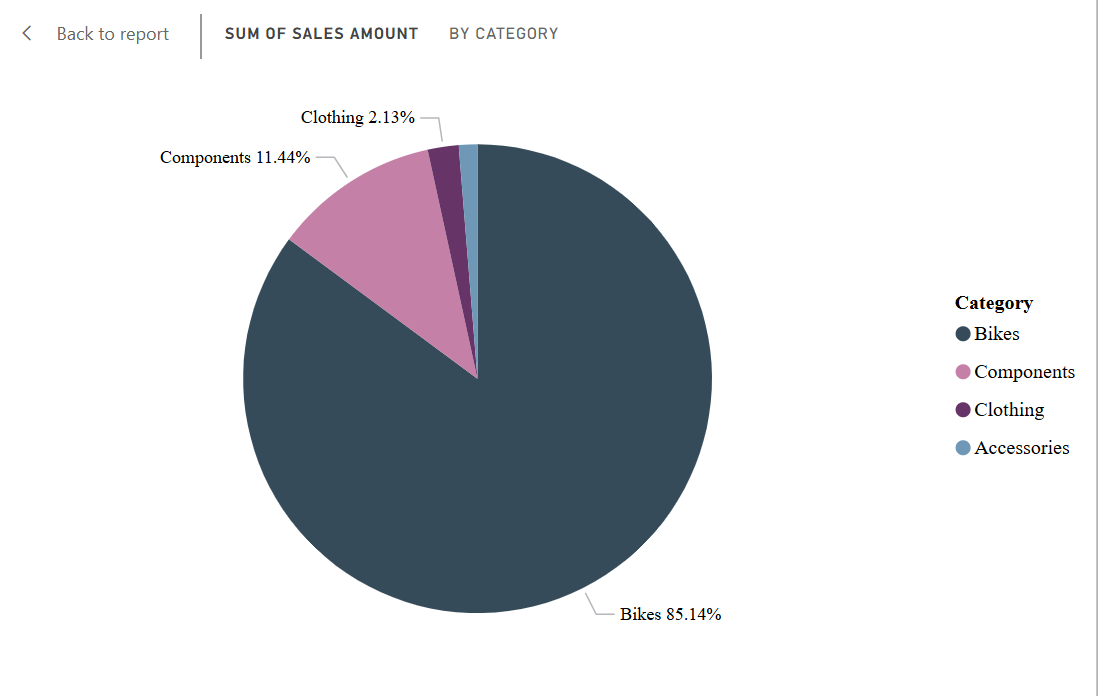 Back to report
SUM OF SALES AMOUNT
BY CATEGORY
Clothing 2.13%
Components 11.44%
Bikes 85.14%
Category
Bikes
Components
Clothing
Accessories